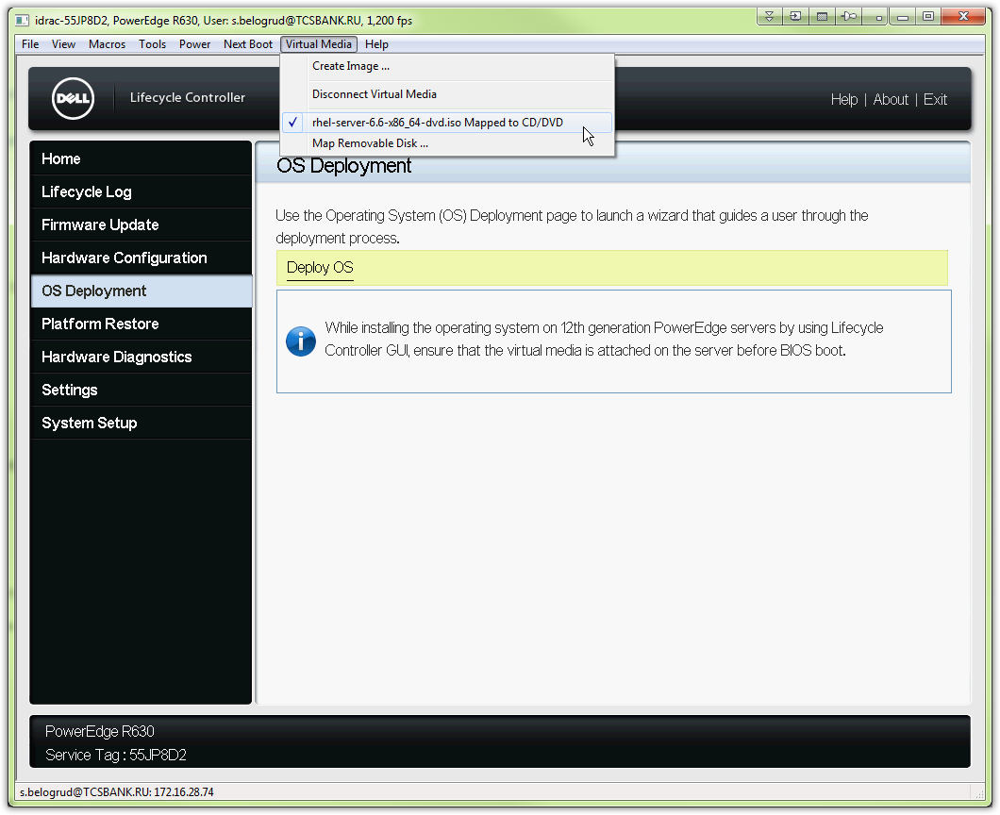 idrac-55JP8D2, PowerEdge R630, User: s.belogrud@TCSBANK.RU, 1,200 fps
File View Macros Tools Power Next Boot Virtual Media Help
Create Image ...
Disconnect Virtual Media
rhel-server-6.6-x86_64-dvd.iso Mapped to CD/DVD
Map Removable Disk ...
DELL
Lifecycle Controller
Help | About | Exit
Home
Lifecycle Log
Firmware Update
Hardware Configuration
OS Deployment
Platform Restore
Hardware Diagnostics
Settings
System Setup
OS Deployment
Use the Operating System (OS) Deployment page to launch a wizard that guides a user through the
deployment process.
Deploy OS
While installing the operating system on 12th generation PowerEdge servers by using Lifecycle
Controller GUI, ensure that the virtual media is attached on the server before BIOS boot.
PowerEdge R630
Service Tag : 55JP8D2
s.belogrud@TCSBANK.RU: 172.16.28.74